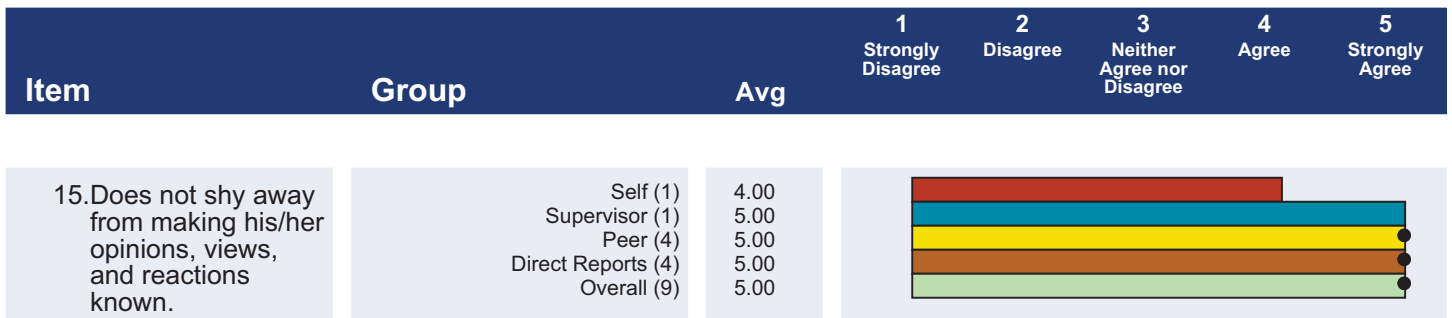 Item
Group
Avg
1
Strongly
Disagree
2
Disagree
3
Neither
Agree nor
Disagree
4
Agree
5
Strongly
Agree
15.Does not shy away
from making his/her
opinions, views,
and reactions
known.
Self (1) 4.00
Supervisor (1) 5.00
Peer (4) 5.00
Direct Reports (4) 5.00
Overall (9) 5.00